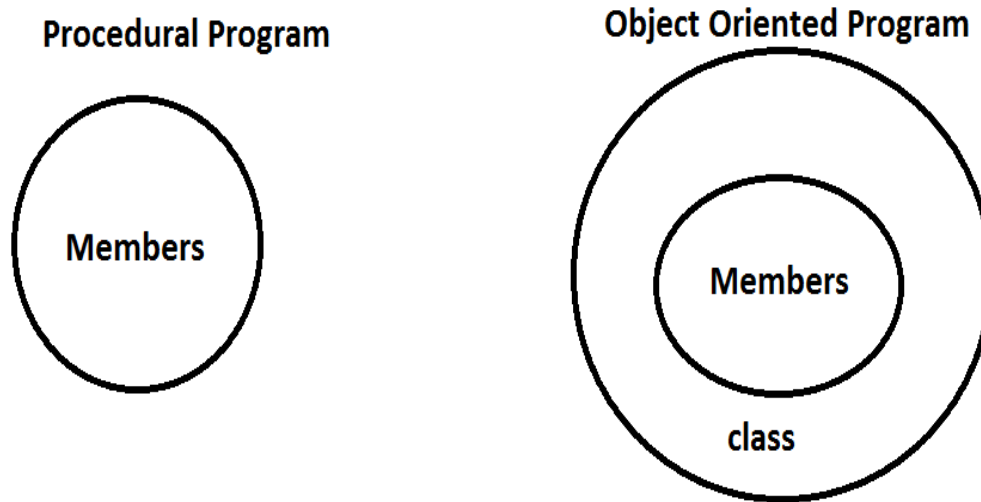 Procedural Program
Object Oriented Program
Members
Members
class